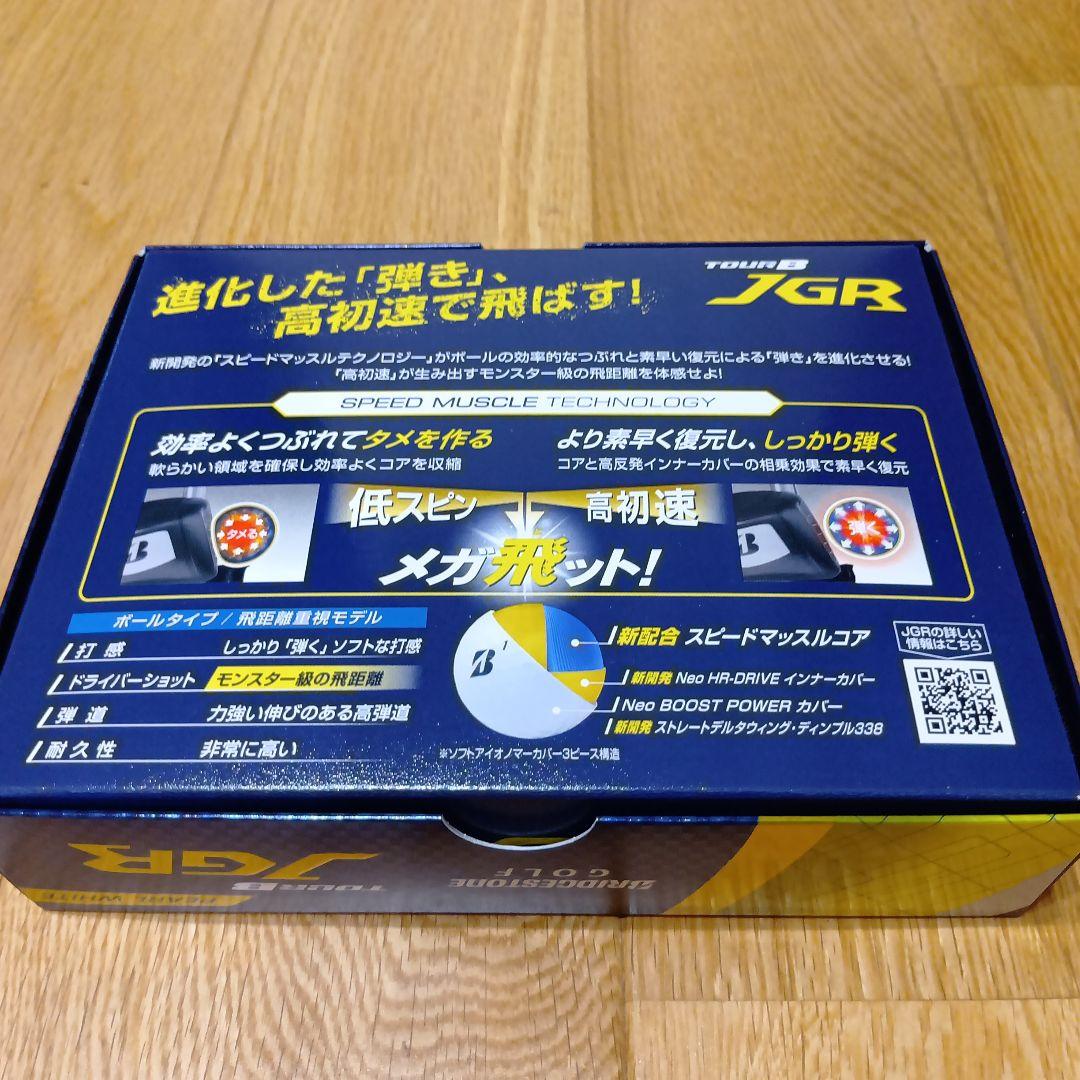 進化した「弾き」、
高初速で飛ばす!
TOUR B
JGR
新開発の「スピードマッスルテクノロジー」がボールの効率的なつぶれと素早い復元による「弾き」を進化させる!
「高初速」が生み出すモンスター級の飛距離を体感せよ!
SPEED MUSCLE TECHNOLOGY
効率よくつぶれてタメを作る
軟らかい領域を確保し効率よくコアを収縮
より素早く復元し、しっかり弾く
コアと高反発インナーカバーの相乗効果で素早く復元
B
タメる
低スピン
高初速
B
弾く
メガ飛ット!
ボールタイプ / 飛距離重視モデル
打感 しっかり「弾く」ソフトな打感
ドライバーショット モンスター級の飛距離
弾道 力強い伸びのある高弾道
耐久性 非常に高い
B 1
新配合 スピードマッスルコア
新開発 Neo HR-DRIVE インナーカバー
Neo BOOST POWER カバー
新開発 ストレートデルタウィング・ディンプル338
※ソフトアイオノマーカバー3ピース構造
JGRの詳しい
情報はこちら
TOUR B
JGR
PEARL WHITE
BRIDGESTONE
GOLF